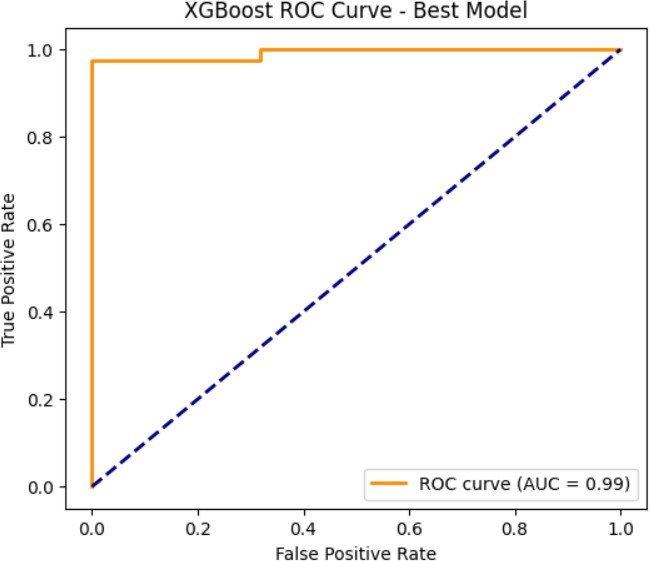 XGBoost ROC Curve - Best Model
True Positive Rate
1.0
0.8
0.6
0.4
0.2
0.0
ROC curve (AUC = 0.99)
0.0 0.2 0.4 0.6 0.8 1.0
False Positive Rate